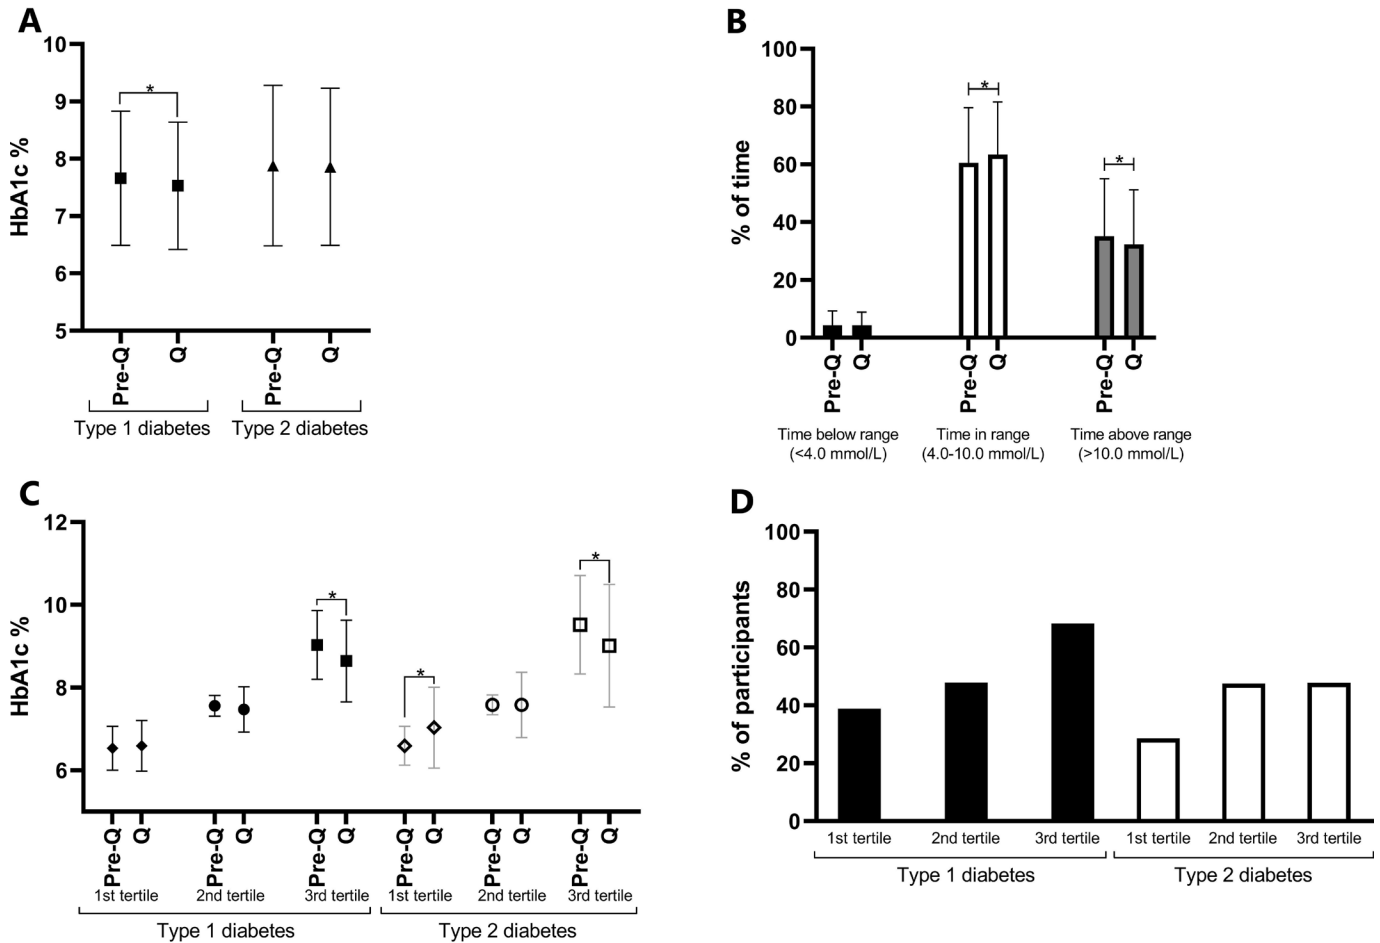 A
HbA1c %
10
9
8
7
6
5
*
Pre-Q Q Pre-Q Q
Type 1 diabetes Type 2 diabetes
B
% of time
100
80
60
40
20
0
* *
Pre-Q Q Pre-Q Q Pre-Q Q
Time below range Time in range Time above range
(<4.0 mmol/L) (4.0-10.0 mmol/L) (>10.0 mmol/L)
C
HbA1c %
12
10
8
6
* * *
Pre-Q Q Pre-Q Q Pre-Q Q Pre-Q Q Pre-Q Q Pre-Q Q
1st tertile 2nd tertile 3rd tertile 1st tertile 2nd tertile 3rd tertile
Type 1 diabetes Type 2 diabetes
D
% of participants
100
80
60
40
20
0
1st tertile 2nd tertile 3rd tertile 1st tertile 2nd tertile 3rd tertile
Type 1 diabetes Type 2 diabetes